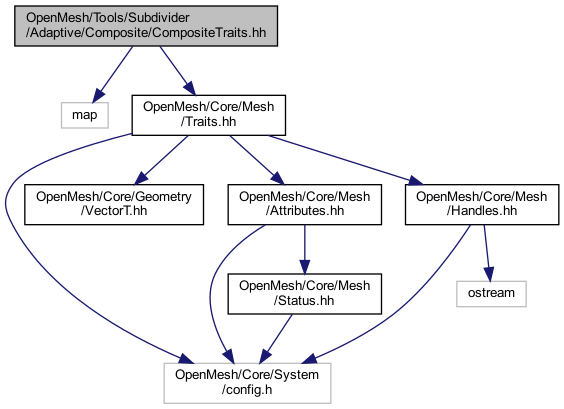 OpenMesh/Tools/Subdivider
/Adaptive/Composite/CompositeTraits.hh
map
OpenMesh/Core/Mesh
/Traits.hh
OpenMesh/Core/Geometry
/VectorT.hh
OpenMesh/Core/Mesh
/Attributes.hh
OpenMesh/Core/Mesh
/Handles.hh
OpenMesh/Core/Mesh
/Status.hh
ostream
OpenMesh/Core/System
/config.h